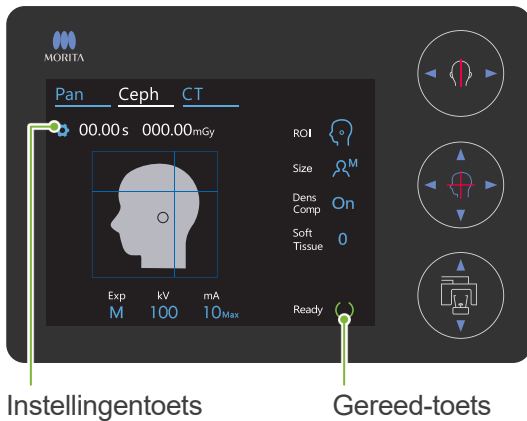 MORITA
Pan Ceph CT
00.00 s 000.00mGy
ROI
Size M
Dens Comp On
Soft Tissue 0
Exp kV mA
M 100 10Max
Ready
Instellingentoets Gereed-toets